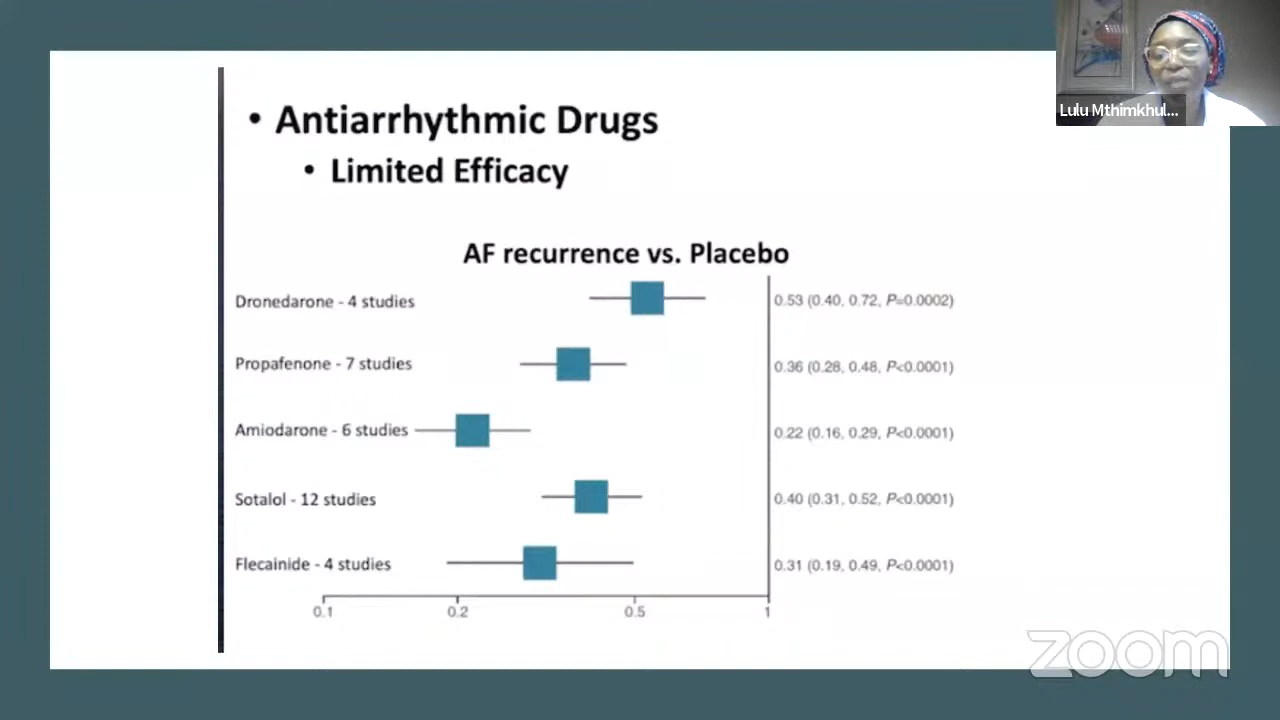 Lulu Mthimkhul...
• Antiarrhythmic Drugs
• Limited Efficacy
AF recurrence vs. Placebo
Dronedarone - 4 studies 0.53 (0.40, 0.72, P=0.0002)
Propafenone - 7 studies 0.36 (0.28, 0.48, P<0.0001)
Amiodarone - 6 studies 0.22 (0.16, 0.29, P<0.0001)
Sotalol - 12 studies 0.40 (0.31, 0.52, P<0.0001)
Flecainide - 4 studies 0.31 (0.19, 0.49, P<0.0001)
0.1 0.2 0.5 1
zoom